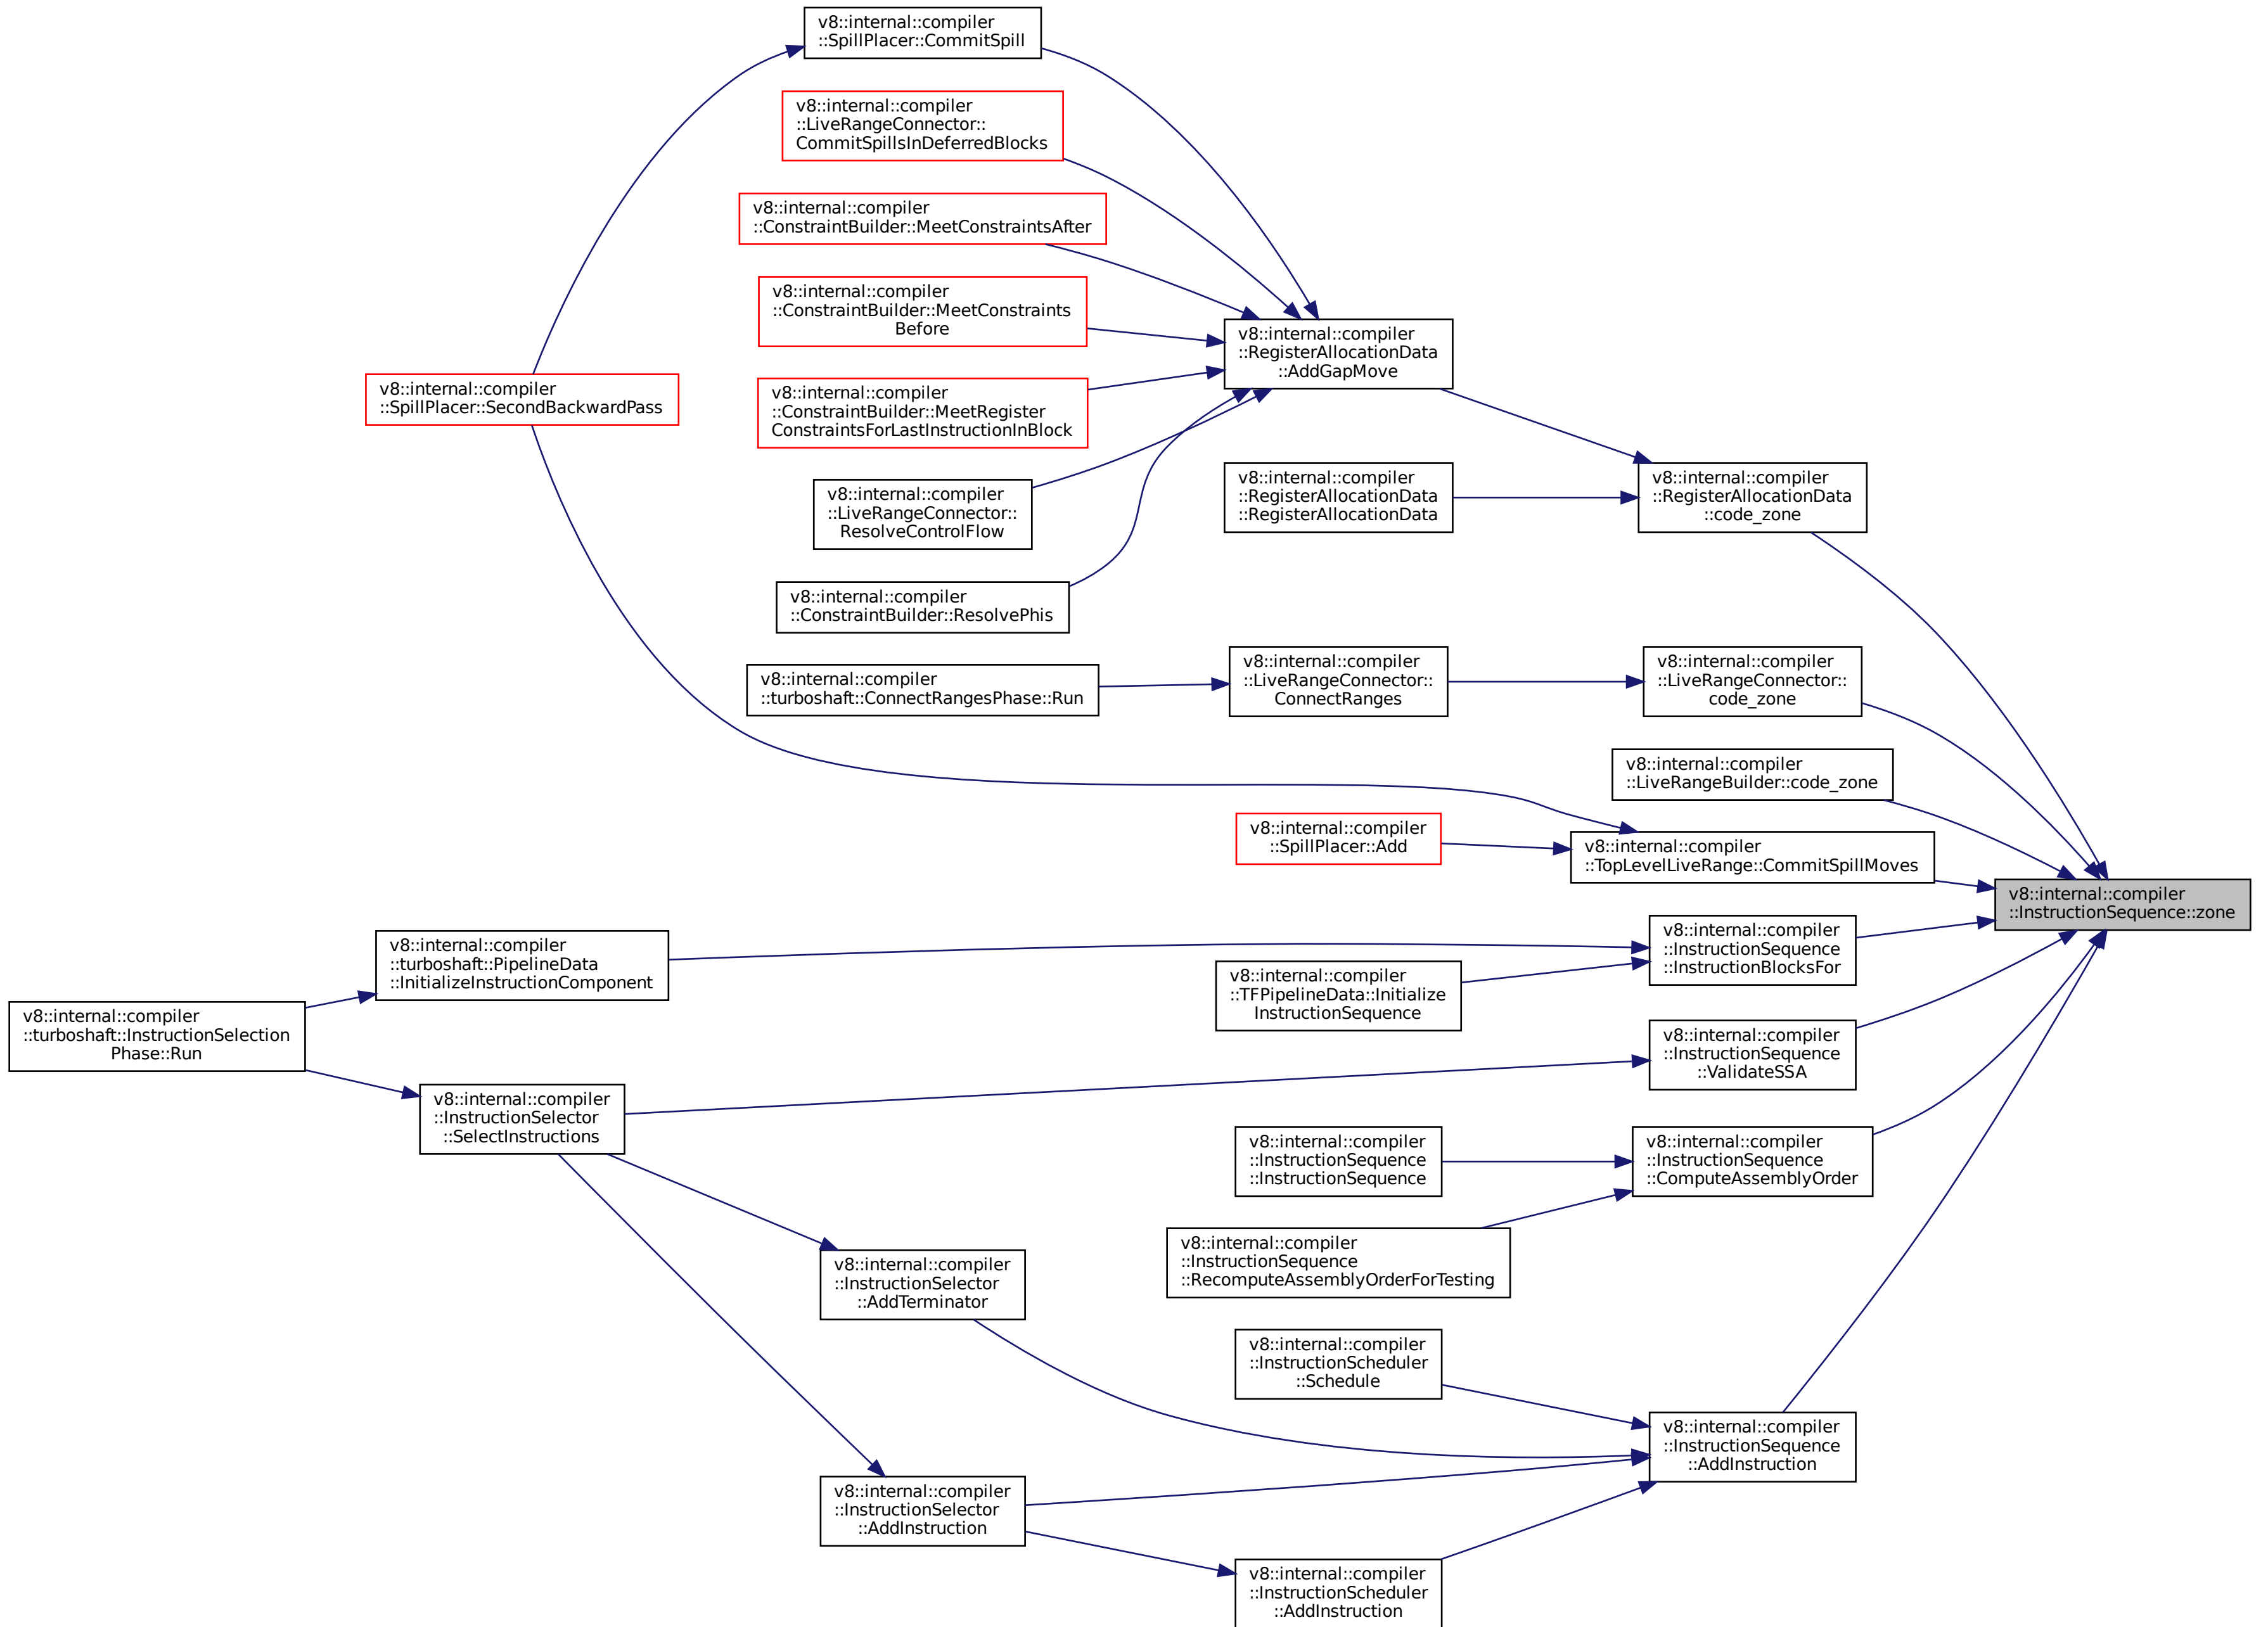 v8::internal::compiler
::SpillPlacer::CommitSpill
v8::internal::compiler
::LiveRangeConnector::
CommitSpillsInDeferredBlocks
v8::internal::compiler
::ConstraintBuilder::MeetConstraintsAfter
v8::internal::compiler
::ConstraintBuilder::MeetConstraints
Before
v8::internal::compiler
::RegisterAllocationData
::AddGapMove
v8::internal::compiler
::SpillPlacer::SecondBackwardPass
v8::internal::compiler
::ConstraintBuilder::MeetRegister
ConstraintsForLastInstructionInBlock
v8::internal::compiler
::RegisterAllocationData
::RegisterAllocationData
v8::internal::compiler
::RegisterAllocationData
::code_zone
v8::internal::compiler
::LiveRangeConnector::
ResolveControlFlow
v8::internal::compiler
::ConstraintBuilder::ResolvePhis
v8::internal::compiler
::turboshaft::ConnectRangesPhase::Run
v8::internal::compiler
::LiveRangeConnector::
ConnectRanges
v8::internal::compiler
::LiveRangeConnector::
code_zone
v8::internal::compiler
::LiveRangeBuilder::code_zone
v8::internal::compiler
::SpillPlacer::Add
v8::internal::compiler
::TopLevelLiveRange::CommitSpillMoves
v8::internal::compiler
::InstructionSequence::zone
v8::internal::compiler
::turboshaft::PipelineData
::InitializeInstructionComponent
v8::internal::compiler
::TFPipelineData::Initialize
InstructionSequence
v8::internal::compiler
::InstructionSequence
::InstructionBlocksFor
v8::internal::compiler
::turboshaft::InstructionSelection
Phase::Run
v8::internal::compiler
::InstructionSequence
::ValidateSSA
v8::internal::compiler
::InstructionSelector
::SelectInstructions
v8::internal::compiler
::InstructionSequence
::InstructionSequence
v8::internal::compiler
::InstructionSequence
::ComputeAssemblyOrder
v8::internal::compiler
::InstructionSequence
::RecomputeAssemblyOrderForTesting
v8::internal::compiler
::InstructionSelector
::AddTerminator
v8::internal::compiler
::InstructionScheduler
::Schedule
v8::internal::compiler
::InstructionSequence
::AddInstruction
v8::internal::compiler
::InstructionSelector
::AddInstruction
v8::internal::compiler
::InstructionScheduler
::AddInstruction